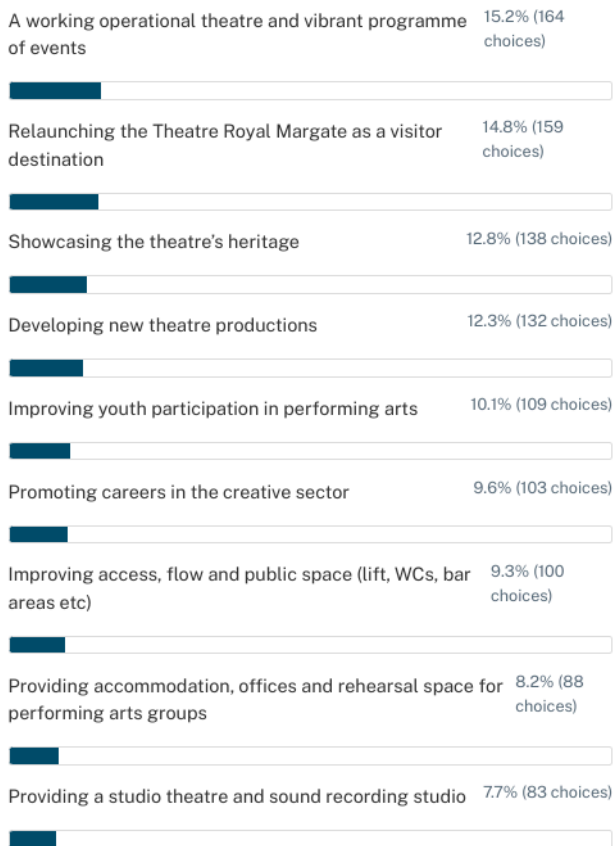 A working operational theatre and vibrant programme 15.2% (164
of events choices)
Relaunching the Theatre Royal Margate as a visitor 14.8% (159
destination choices)
Showcasing the theatre’s heritage 12.8% (138 choices)
Developing new theatre productions 12.3% (132 choices)
Improving youth participation in performing arts 10.1% (109 choices)
Promoting careers in the creative sector 9.6% (103 choices)
Improving access, flow and public space (lift, WCs, bar 9.3% (100
areas etc) choices)
Providing accommodation, offices and rehearsal space for 8.2% (88
performing arts groups choices)
Providing a studio theatre and sound recording studio 7.7% (83 choices)